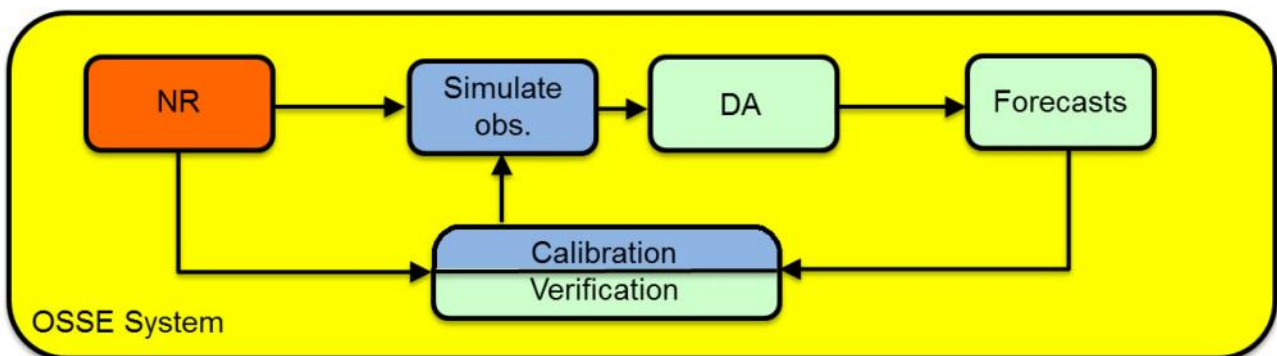 NR
Simulate
obs.
DA
Forecasts
Calibration
Verification
OSSE System